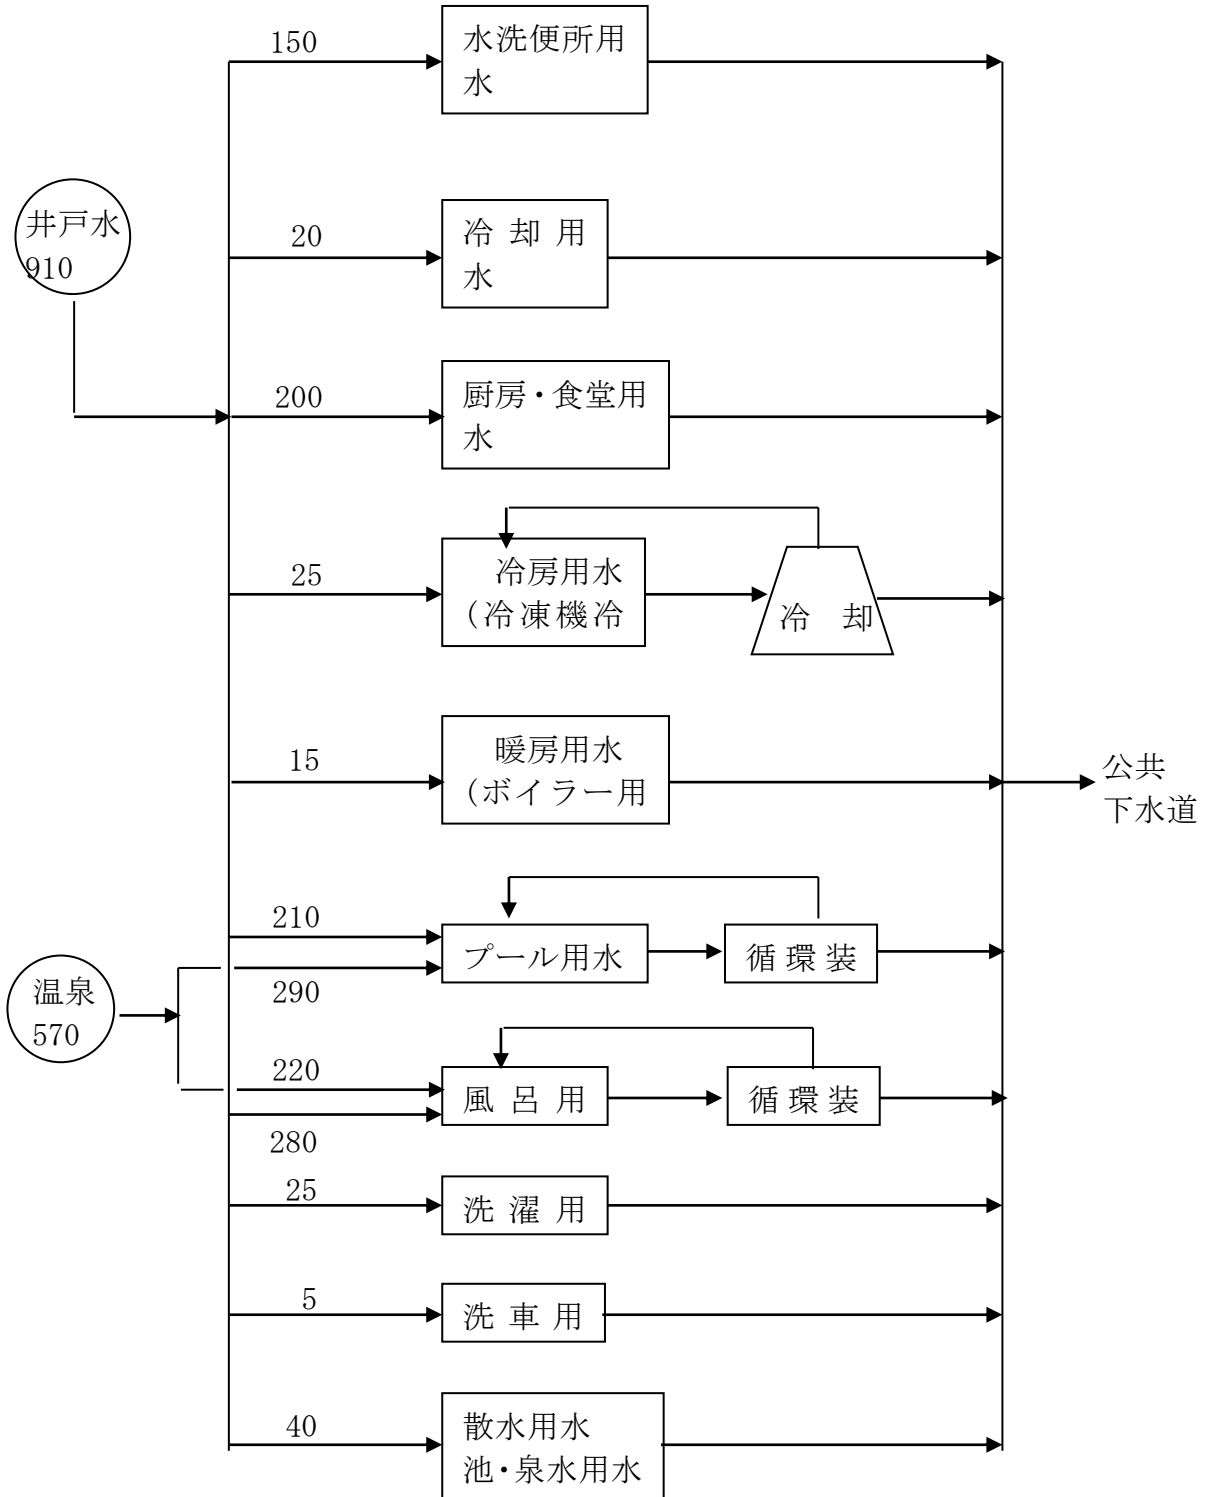 150
水洗便所用
水
井戸水
910
20
冷却用
水
200
厨房・食堂用
水
25
冷房用水
(冷凍機冷
冷 却
15
暖房用水
(ボイラー用
公共
下水道
210
プール用水
循環装
290
温泉
570
220
風呂用
循環装
280
25
洗濯用
5
洗車用
40
散水用水
池・泉水用水